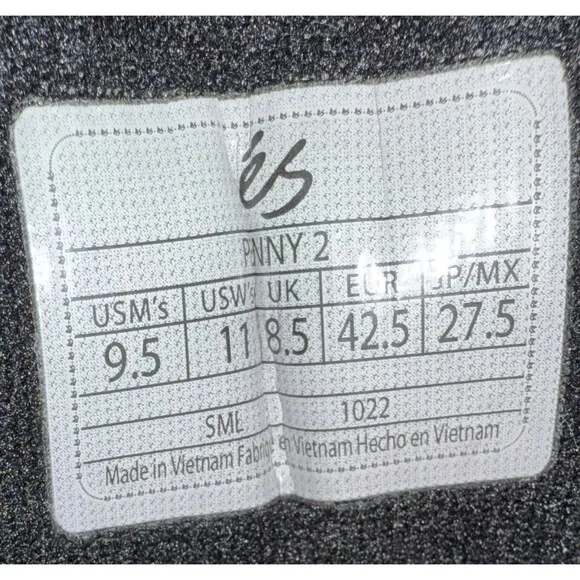 és
PNNY 2
USM's USW's UK EUR JP/MX
9.5 11 8.5 42.5 27.5
SML 1022
Made in Vietnam Fabriqué en Vietnam Hecho en Vietnam